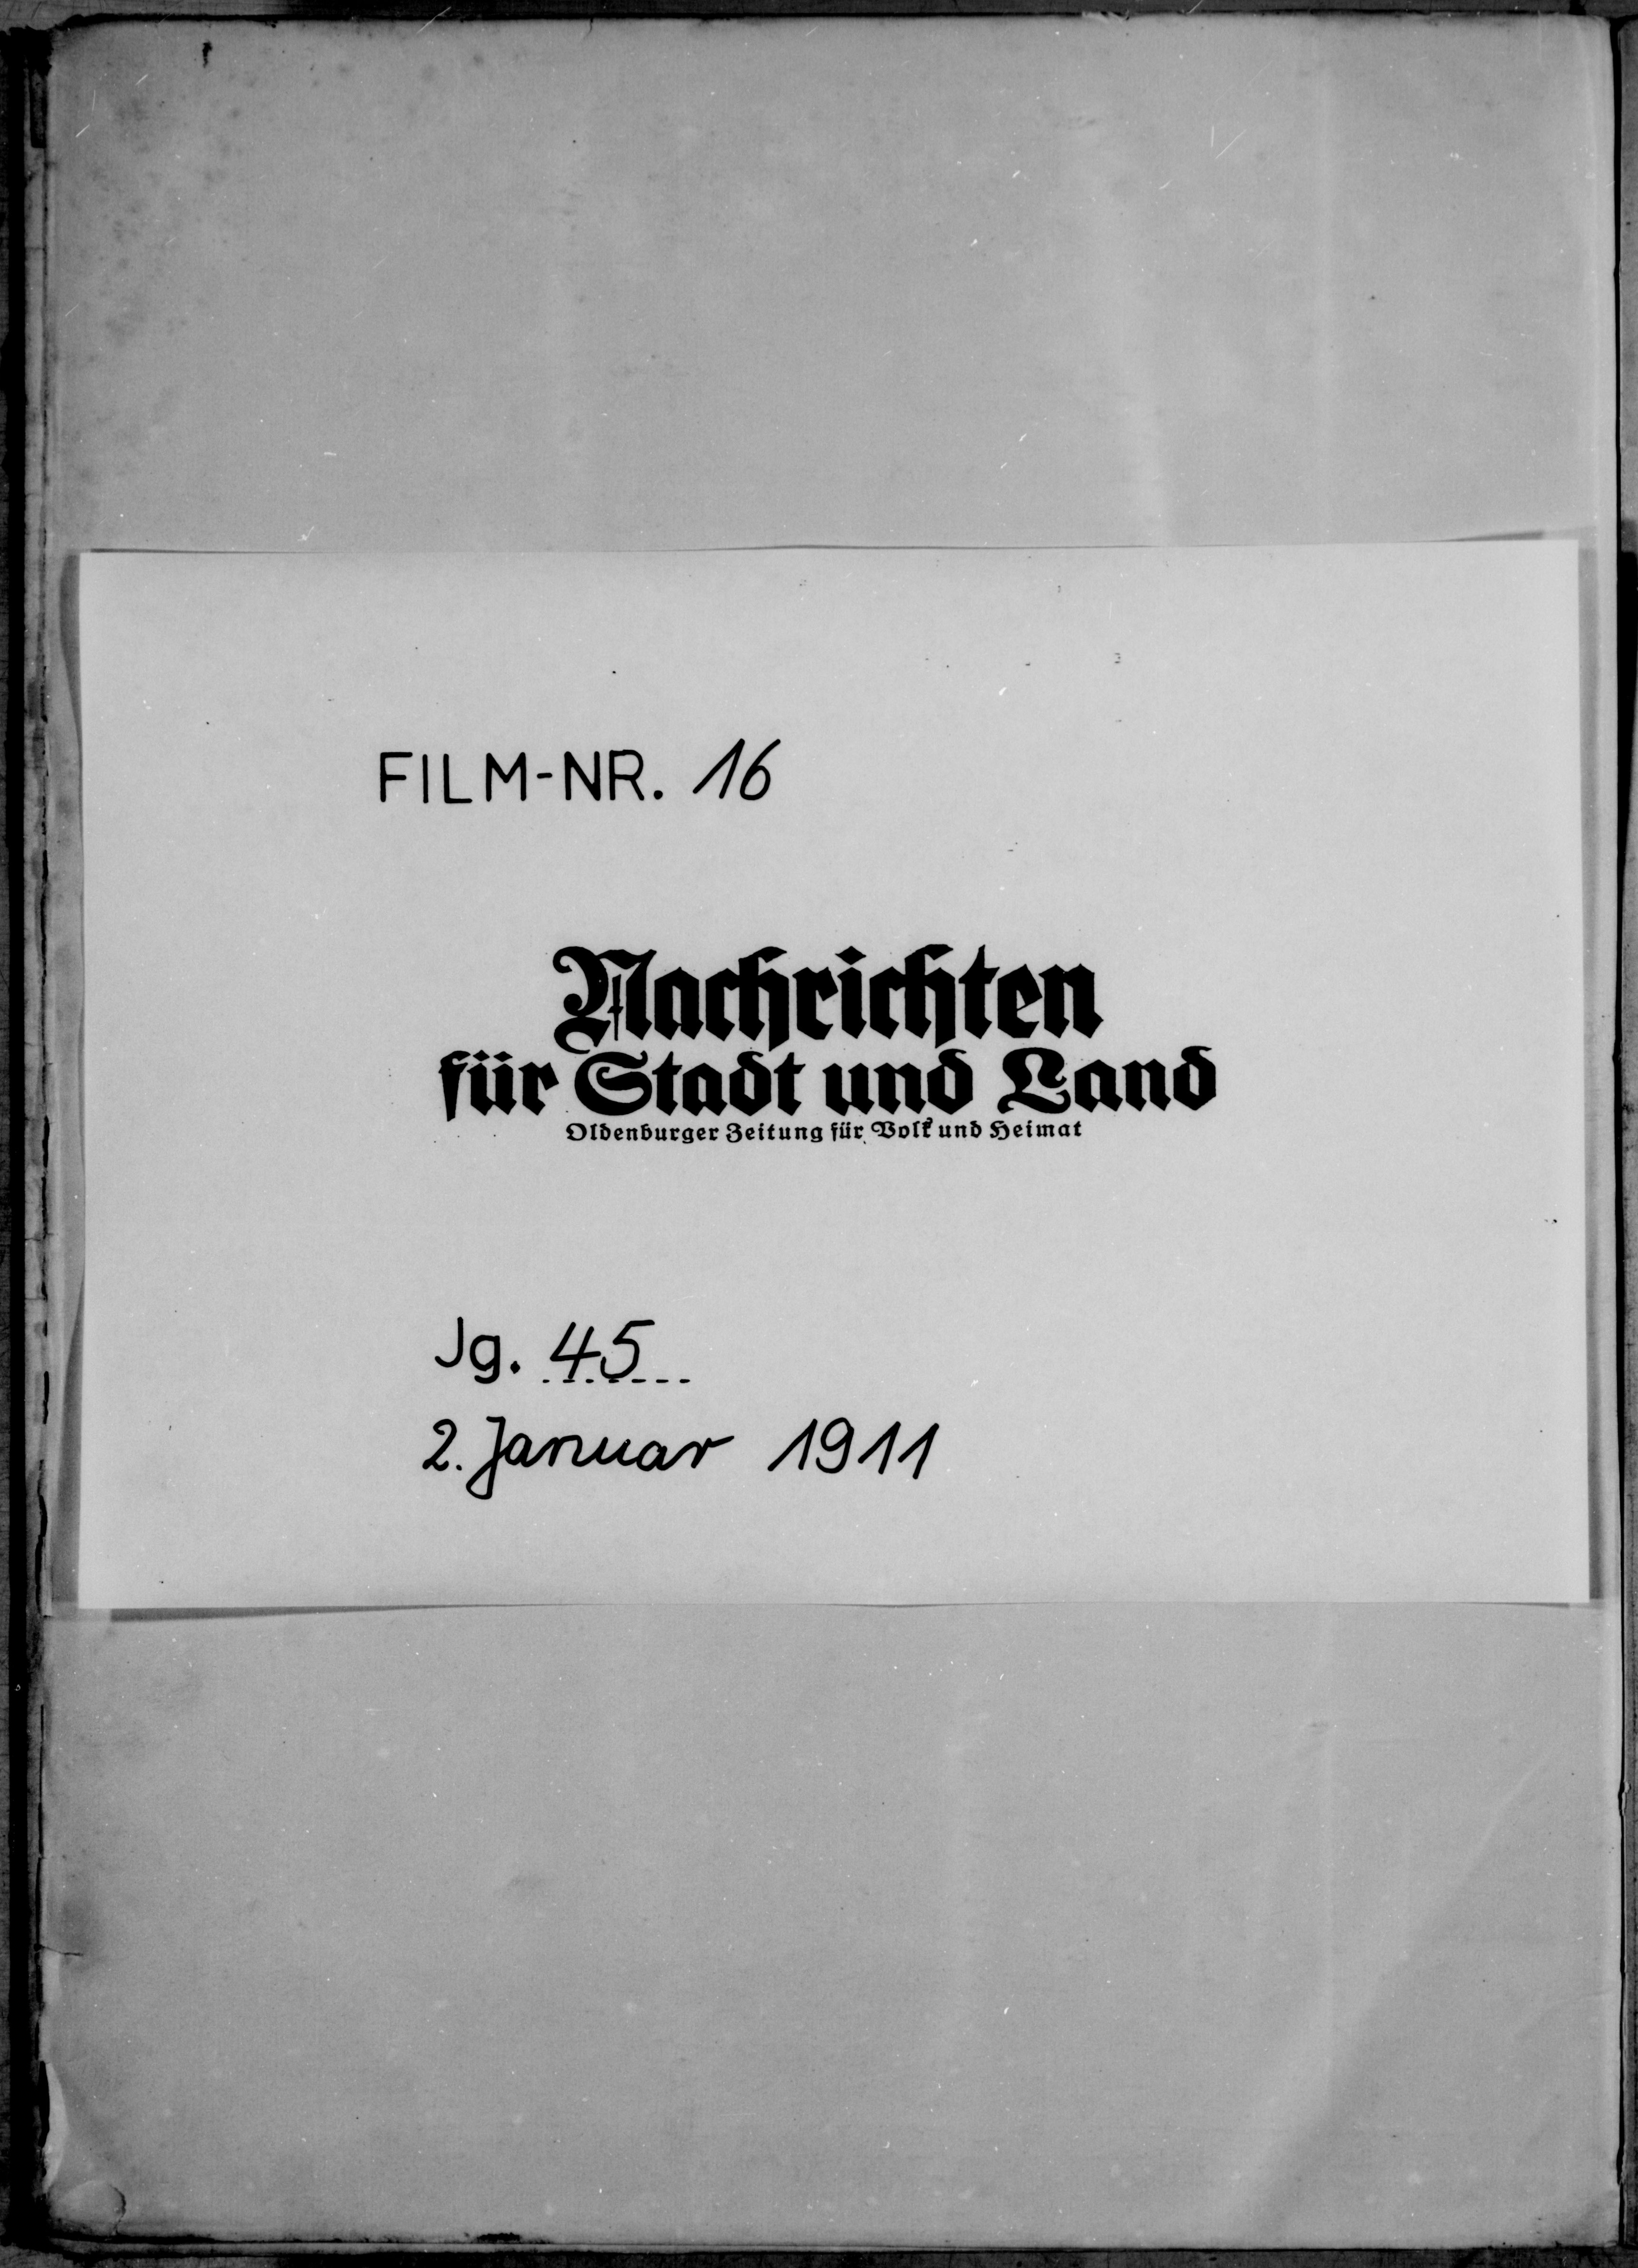 FILM-NR. 16
Nachrichten
für Stadt und Land
Oldenburger Zeitung für Volk und Heimat
Jg. 45
2. Januar 1911